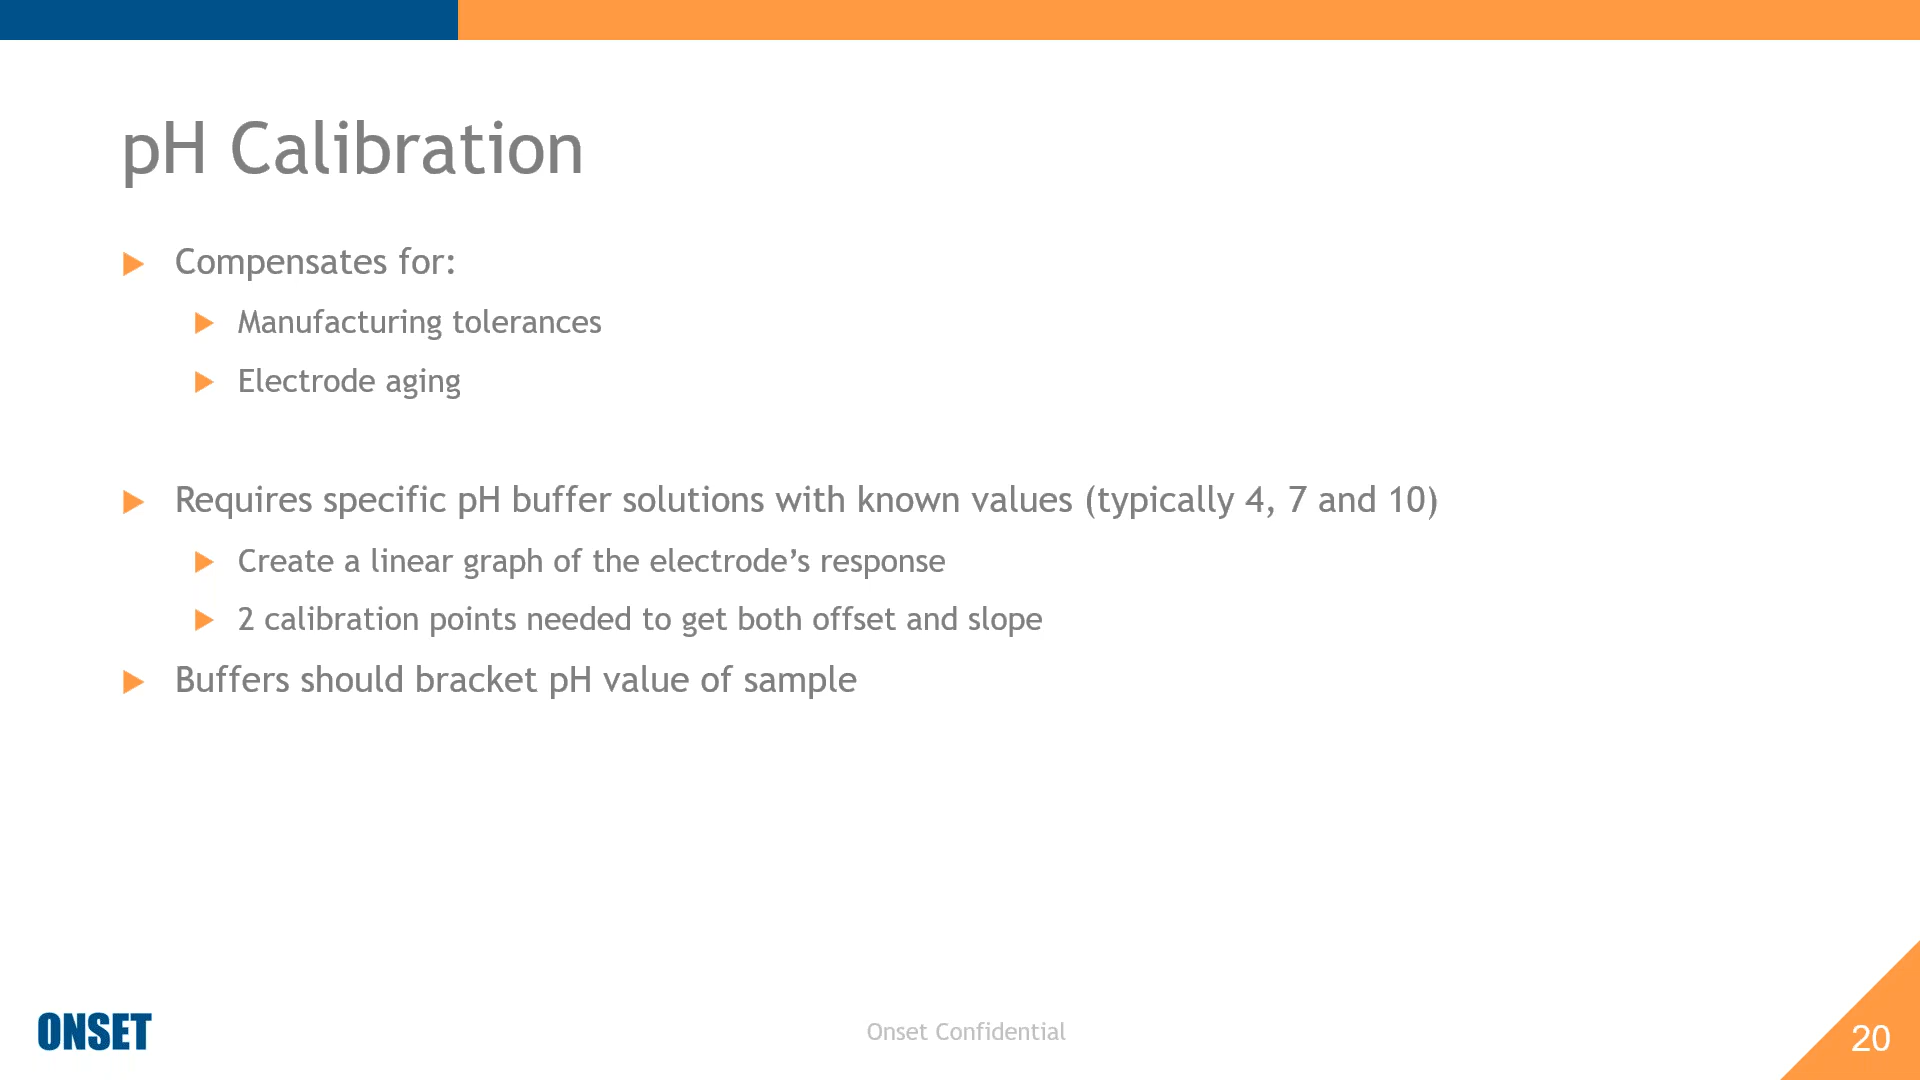 pH Calibration
Compensates for:
Manufacturing tolerances
Electrode aging
Requires specific pH buffer solutions with known values (typically 4, 7 and 10)
Create a linear graph of the electrode’s response
2 calibration points needed to get both offset and slope
Buffers should bracket pH value of sample
ONSET
Onset Confidential
20